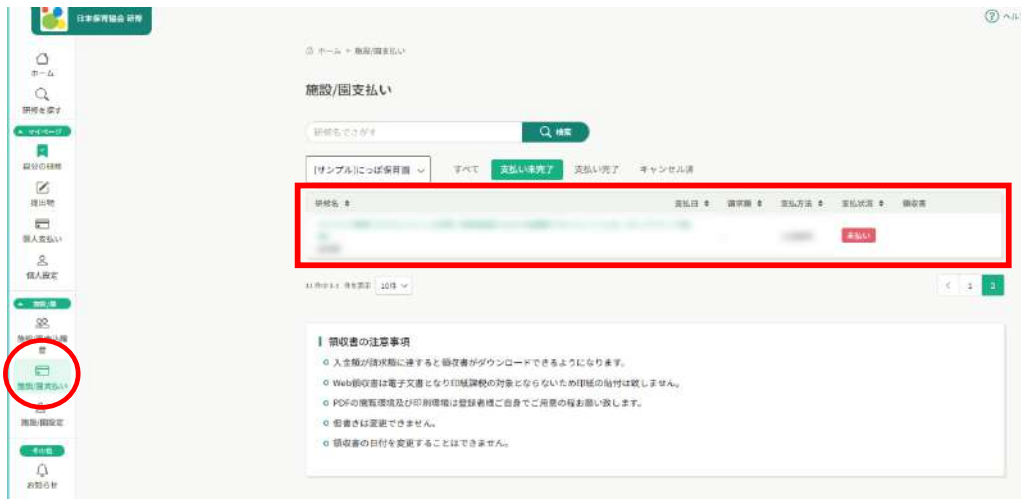 日本保育協会 研修
ヘル
ホーム
研修を探す
マイページ
自分の研修
提出物
個人支払い
個人設定
施設/園
施設/園支払い
施設/園設定
その他
お知らせ
ホーム > 施設/園支払い
施設/園支払い
研修名でさがす
検索
(サンプル)にっぽ保育園
すべて
支払い未完了
支払い完了
キャンセル済
研修名 支払日 請求額 支払方法 支払状況 領収書
未払い
件を表示 10件
1 2
領収書の注意事項
入金額が請求額に達すると領収書がダウンロードできるようになります。
Web領収書は電子文書となり印紙課税の対象とならないため印紙の貼付は致しません。
PDFの閲覧環境及び印刷環境は登録者様ご自身でご用意の程お願い致します。
但書きは変更できません。
領収書の日付を変更することはできません。